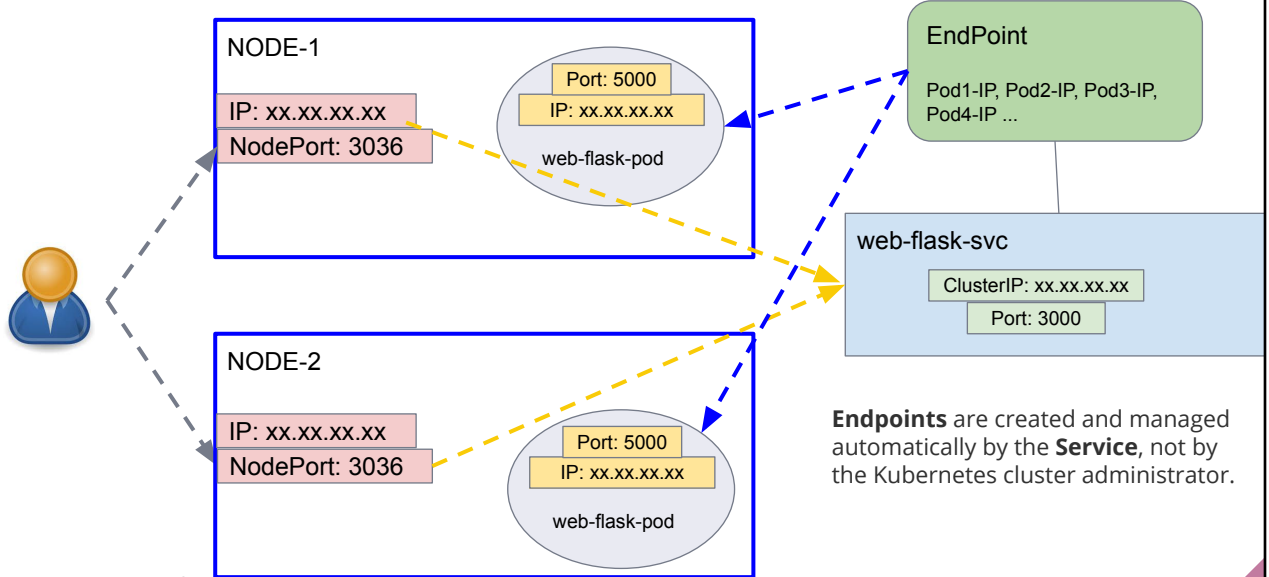 NODE-1
IP: xx.xx.xx.xx
NodePort: 3036
Port: 5000
IP: xx.xx.xx.xx
web-flask-pod
EndPoint
Pod1-IP, Pod2-IP, Pod3-IP,
Pod4-IP ...
web-flask-svc
ClusterIP: xx.xx.xx.xx
Port: 3000
NODE-2
IP: xx.xx.xx.xx
NodePort: 3036
Port: 5000
IP: xx.xx.xx.xx
web-flask-pod
Endpoints are created and managed
automatically by the Service, not by
the Kubernetes cluster administrator.